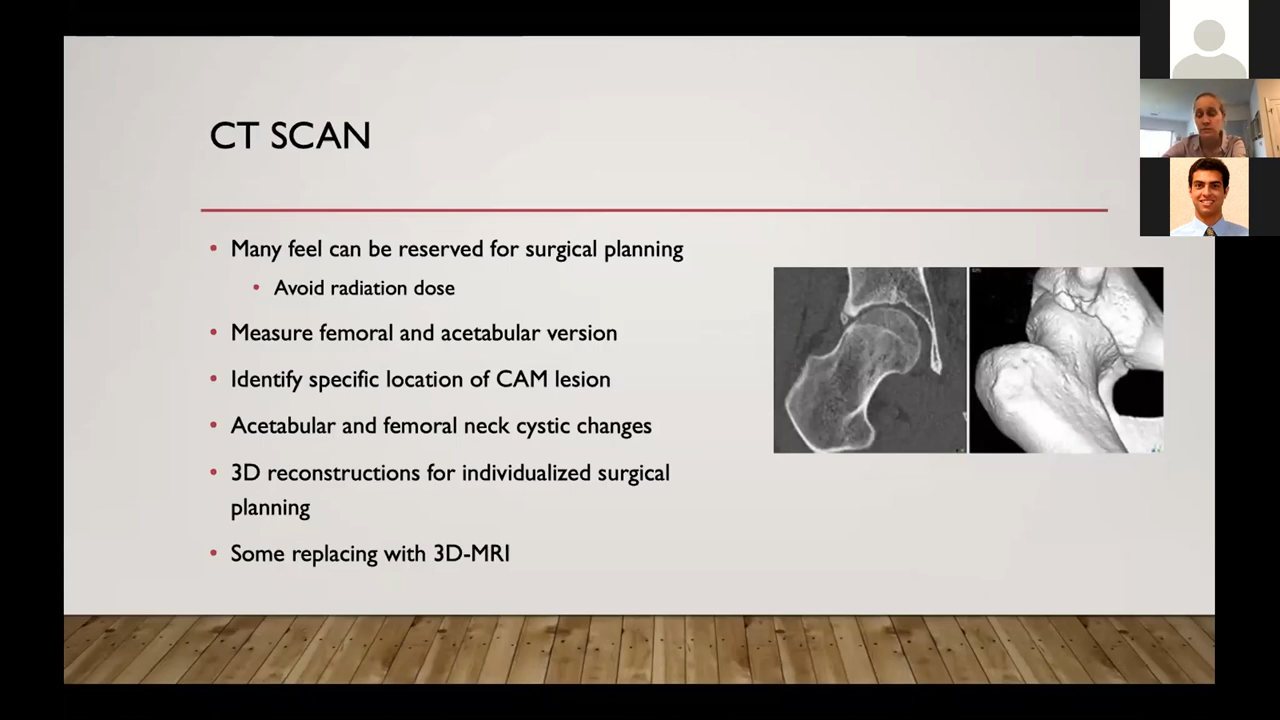 CT SCAN
• Many feel can be reserved for surgical planning
• Avoid radiation dose
• Measure femoral and acetabular version
• Identify specific location of CAM lesion
• Acetabular and femoral neck cystic changes
• 3D reconstructions for individualized surgical
planning
• Some replacing with 3D-MRI